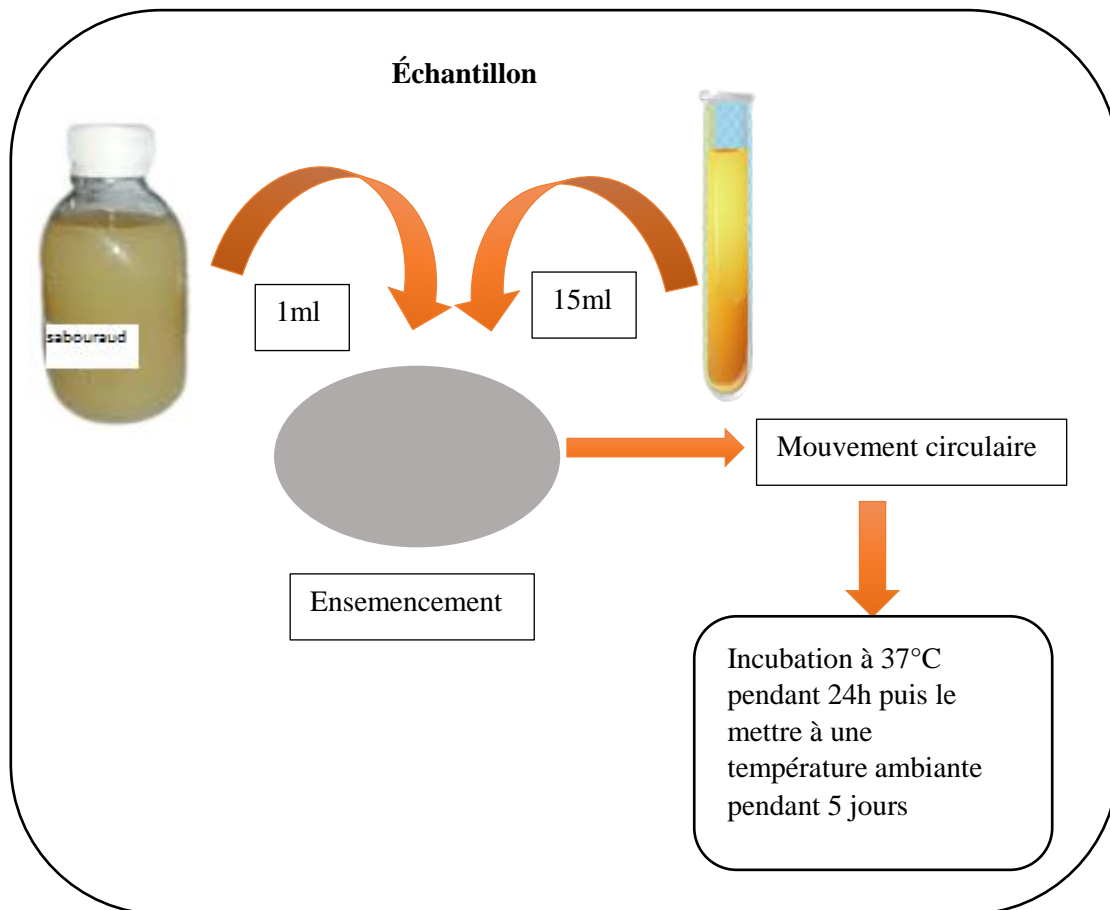 Échantillon
sabouraud
1ml
15ml
Mouvement circulaire
Ensemencement
Incubation à 37°C
pendant 24h puis le
mettre à une
température ambiante
pendant 5 jours